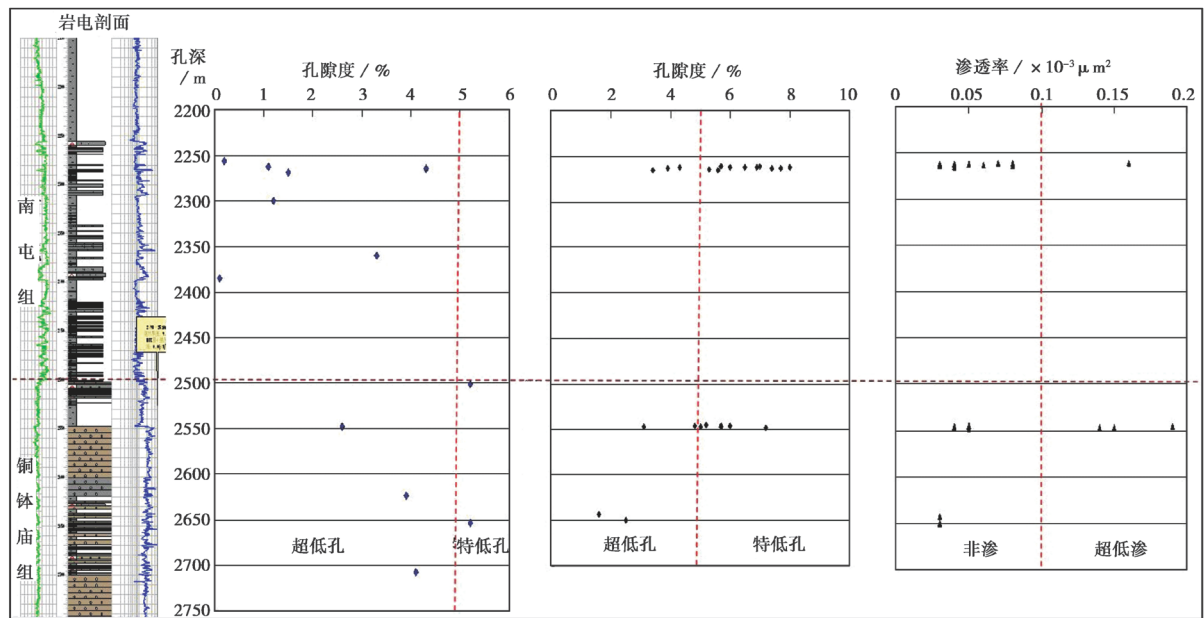 岩电剖面
孔深
/ m
孔隙度 / %
孔隙度 / %
渗透率 / ×10⁻³ μm²
0 1 2 3 4 5 6
0 2 4 6 8 10
0 0.05 0.1 0.15 0.2
2200
2250
2300
2350
2400
2450
2500
2550
2600
2650
2700
2750
南屯组
铜钵庙组
超低孔 特低孔
超低孔 特低孔
非渗 超低渗